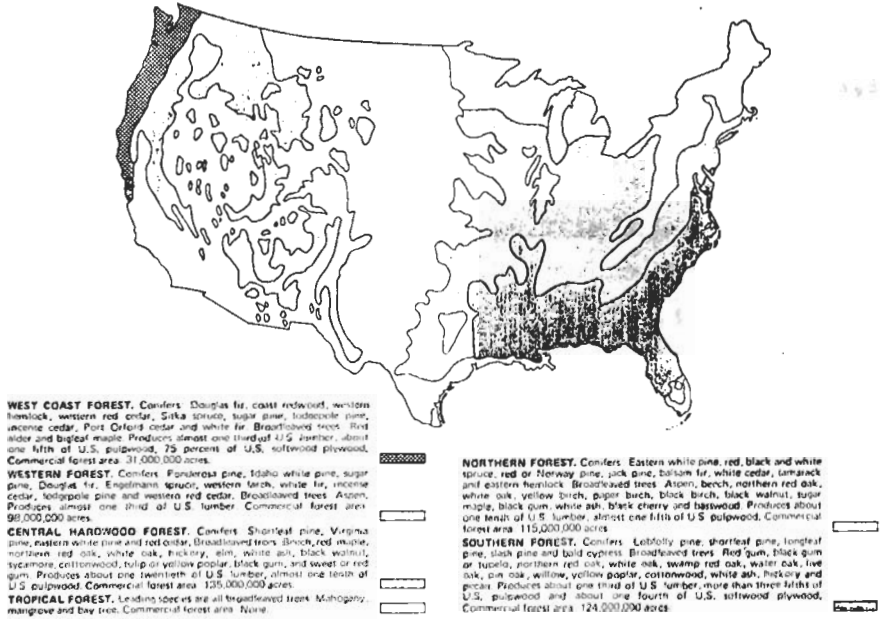 WEST COAST FOREST. Conifers Douglas fir, coast redwood, western
hemlock, western red cedar, Sitka spruce, sugar pine, lodgepole pine,
incense cedar, Port Orford cedar and white fir. Broadleaved trees Red
alder and bigleaf maple. Produces almost one third of U.S. lumber, about
one fifth of U.S. pulpwood, 75 percent of U.S. softwood plywood,
Commercial forest area 31,000,000 acres.
WESTERN FOREST. Conifers Ponderosa pine, Idaho white pine, sugar
pine, Douglas fir, Engelmann spruce, western larch, white fir, incense
cedar, lodgepole pine and western red cedar. Broadleaved trees Aspen,
Produces almost one third of U.S. lumber Commercial forest area
98,000,000 acres.
CENTRAL HARDWOOD FOREST. Conifers Shortleaf pine, Virginia
pine, eastern white pine and red cedar. Broadleaved trees Beech, red maple,
northern red oak, white oak, hickory, elm, white ash, black walnut,
sycamore, cottonwood, tulip or yellow poplar, black gum, and sweet or red
gum. Produces about one twentieth of U.S. lumber, almost one tenth of
U.S. pulpwood. Commercial forest area 135,000,000 acres.
TROPICAL FOREST. Leading species are all broadleaved trees Mahogany,
mangrove and bay tree. Commercial forest area None.
NORTHERN FOREST. Conifers Eastern white pine, red, black and white
spruce, red or Norway pine, jack pine, balsam fir, white cedar, tamarack
and eastern hemlock Broadleaved trees Aspen, beech, northern red oak,
white oak, yellow birch, paper birch, black birch, black walnut, sugar
maple, black gum, white ash, black cherry and basswood. Produces about
one tenth of U.S. lumber, almost one fifth of U.S. pulpwood. Commercial
forest area 115,000,000 acres
SOUTHERN FOREST. Conifers Loblolly pine, shortleaf pine, longleaf
pine, slash pine and bald cypress. Broadleaved trees Red gum, black gum
or tupelo, northern red oak, white oak, swamp red oak, water oak, live
oak, pin oak, willow, yellow poplar, cottonwood, white ash, hickory and
pecan. Produces about one third of U.S. lumber, more than three fifths of
U.S. pulpwood and about one fourth of U.S. softwood plywood,
Commercial forest area 124,000,000 acres